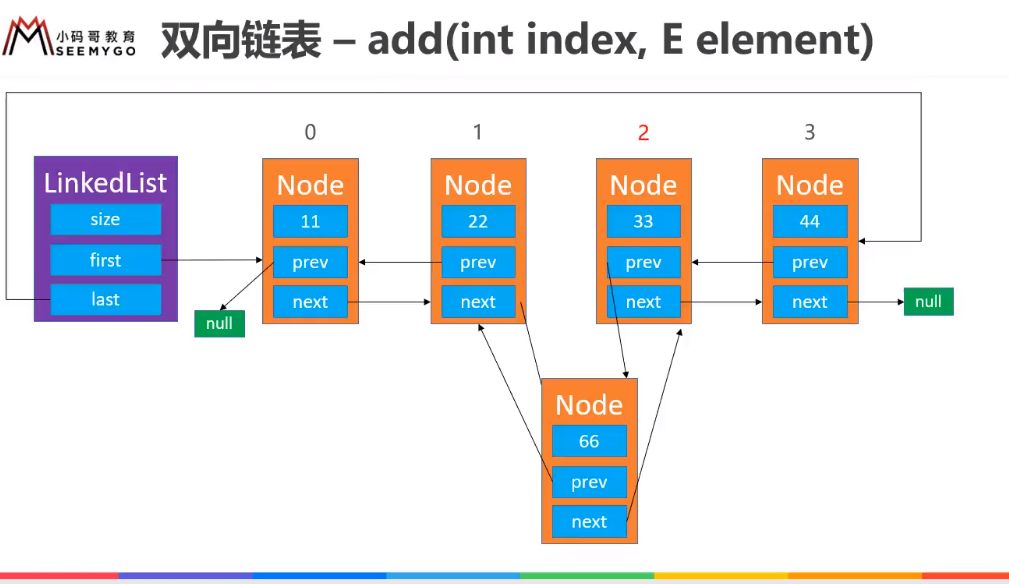 小码哥教育
SEEMYGO
双向链表 – add(int index, E element)
0
1
2
3
LinkedList
size
first
last
Node
11
prev
next
Node
22
prev
next
Node
33
prev
next
Node
44
prev
next
null
null
Node
66
prev
next